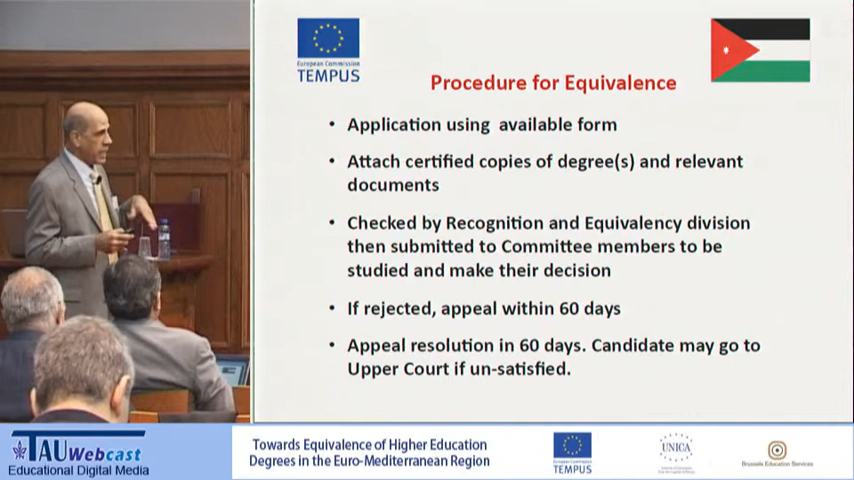 European Commission
TEMPUS
Procedure for Equivalence
• Application using available form
• Attach certified copies of degree(s) and relevant
documents
• Checked by Recognition and Equivalency division
then submitted to Committee members to be
studied and make their decision
• If rejected, appeal within 60 days
• Appeal resolution in 60 days. Candidate may go to
Upper Court if un-satisfied.
TAU Webcast
Educational Digital Media
Towards Equivalence of Higher Education
Degrees in the Euro-Mediterranean Region
European Commission
TEMPUS
UNICA
Brussels Education Services